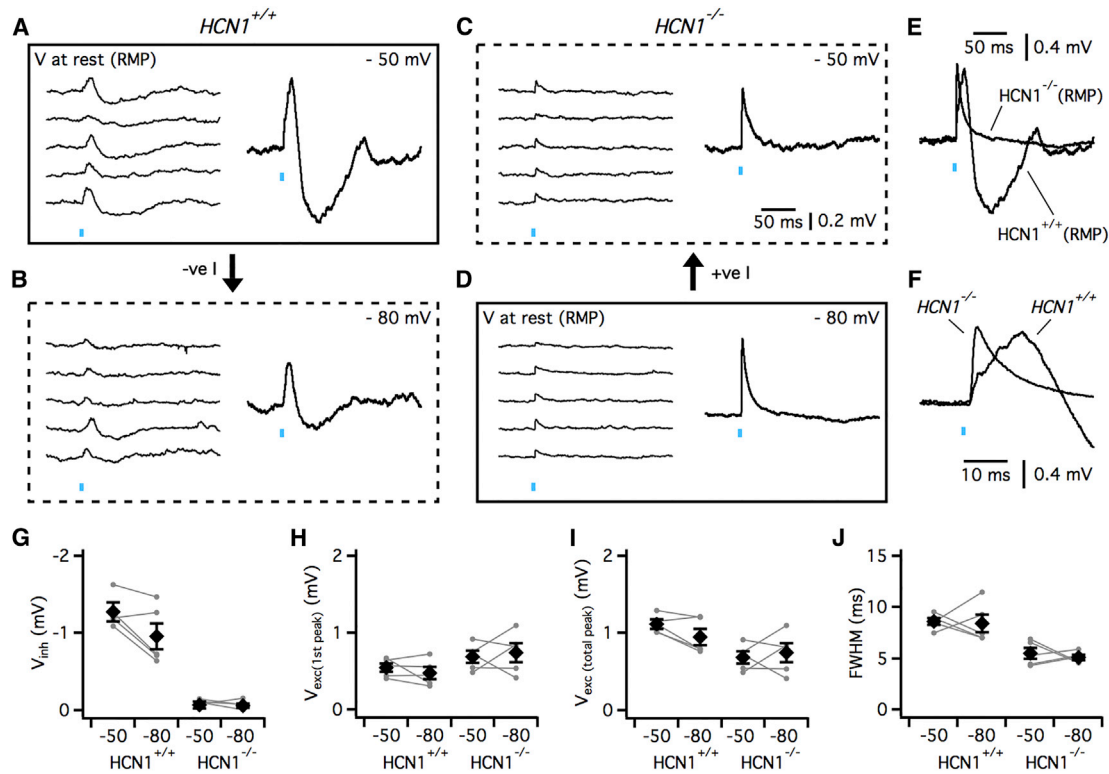 HCN1+/+
HCN1-/-
A
V at rest (RMP)
- 50 mV
C
- 50 mV
50 ms
0.2 mV
E
50 ms
0.4 mV
HCN1-/-(RMP)
HCN1+/+(RMP)
-ve I
+ve I
B
- 80 mV
D
V at rest (RMP)
- 80 mV
F
HCN1-/-
HCN1+/+
10 ms
0.4 mV
G
Vinh (mV)
-2
-1
0
-50 -80 -50 -80
HCN1+/+ HCN1-/-
H
Vexc(1st peak) (mV)
2
1
0
-50 -80 -50 -80
HCN1+/+ HCN1-/-
I
Vexc (total peak) (mV)
2
1
0
-50 -80 -50 -80
HCN1+/+ HCN1-/-
J
FWHM (ms)
15
10
5
0
-50 -80 -50 -80
HCN1+/+ HCN1-/-